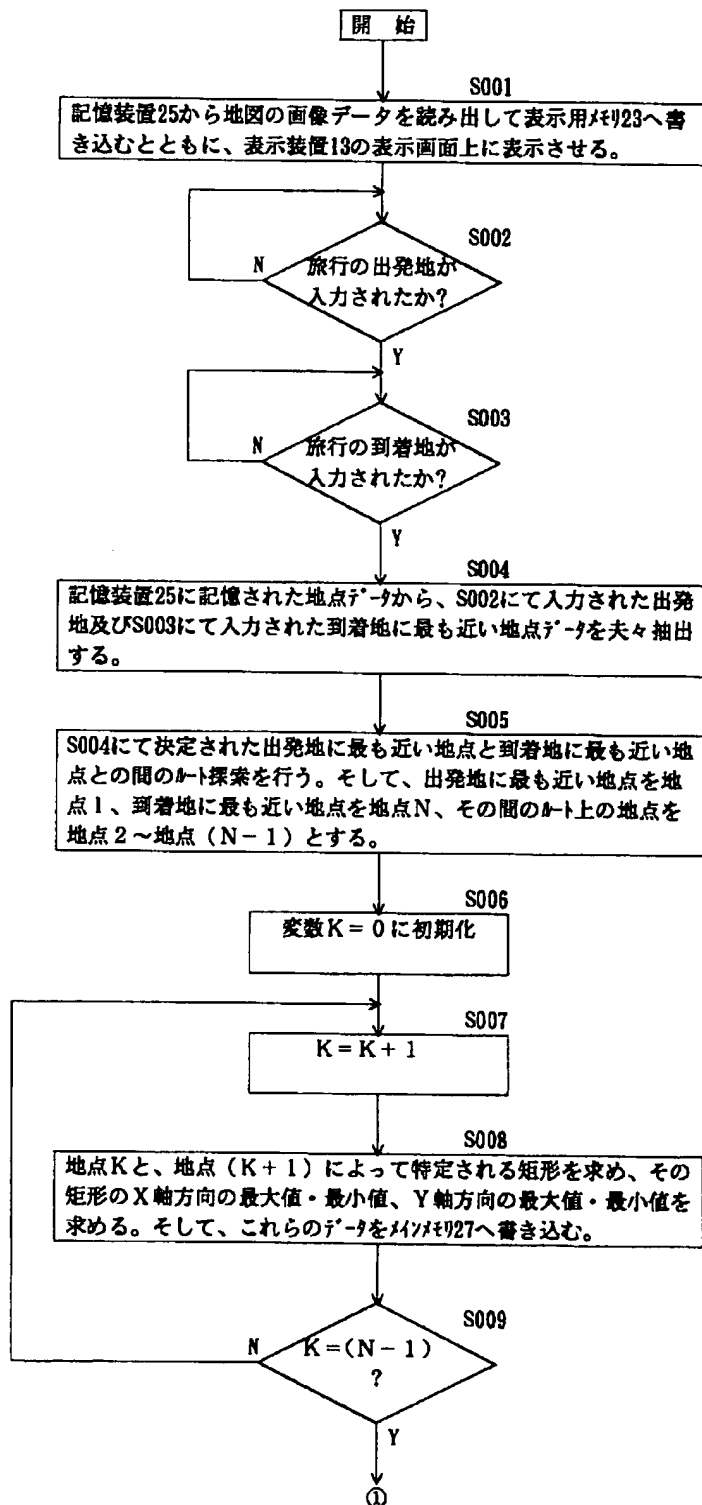 開 始
S001
記憶装置25から地図の画像データを読み出して表示用ﾒﾓﾘ23へ書
き込むとともに、表示装置13の表示画面上に表示させる。
S002
N
旅行の出発地が
入力されたか?
Y
S003
N
旅行の到着地が
入力されたか?
Y
S004
記憶装置25に記憶された地点ﾃﾞｰﾀから、S002にて入力された出発
地及びS003にて入力された到着地に最も近い地点ﾃﾞｰﾀを夫々抽出
する。
S005
S004にて決定された出発地に最も近い地点と到着地に最も近い地
点との間のﾙｰﾄ探索を行う。そして、出発地に最も近い地点を地
点1、到着地に最も近い地点を地点N、その間のﾙｰﾄ上の地点を
地点2～地点(N-1)とする。
S006
変数K=0に初期化
S007
K=K+1
S008
地点Kと、地点(K+1)によって特定される矩形を求め、その
矩形のX軸方向の最大値・最小値、Y軸方向の最大値・最小値を
求める。そして、これらのﾃﾞｰﾀをﾒｲﾝﾒﾓﾘ27へ書き込む。
S009
N
K=(N-1)
?
Y
①